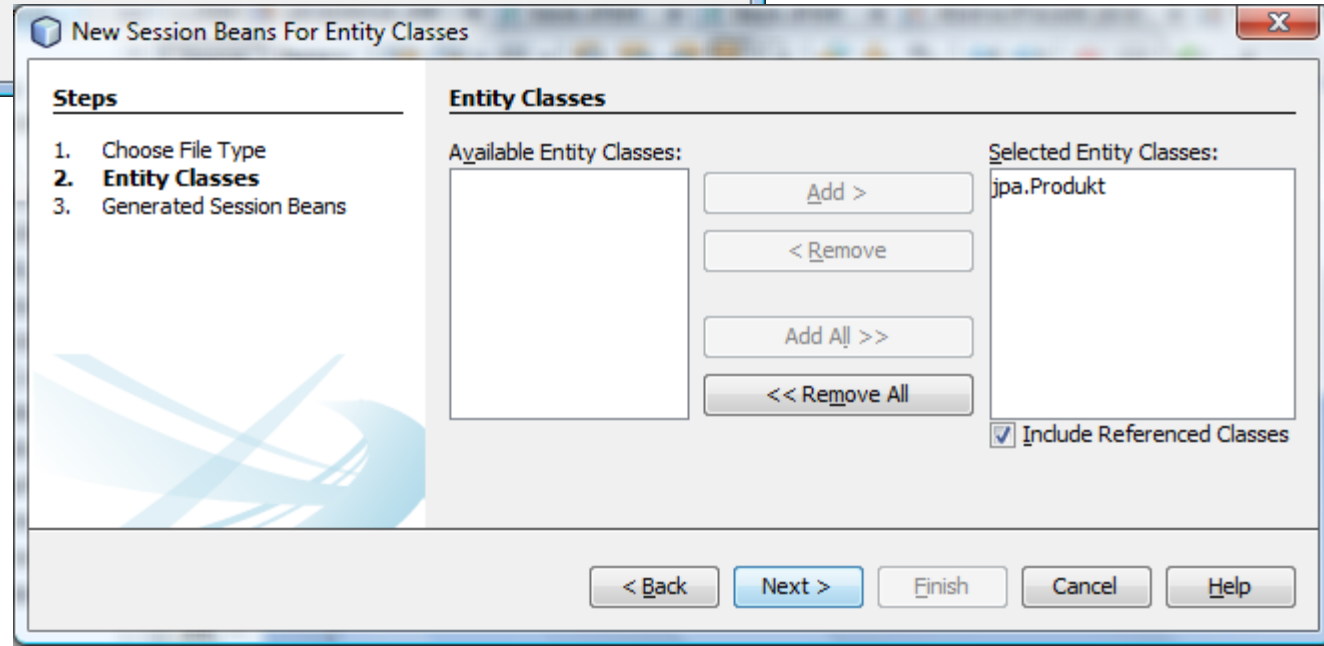 New Session Beans For Entity Classes
Steps
1. Choose File Type
2. Entity Classes
3. Generated Session Beans
Entity Classes
Available Entity Classes:
Add >
< Remove
Add All >>
<< Remove All
Selected Entity Classes:
jpa.Produkt
Include Referenced Classes
< Back
Next >
Finish
Cancel
Help